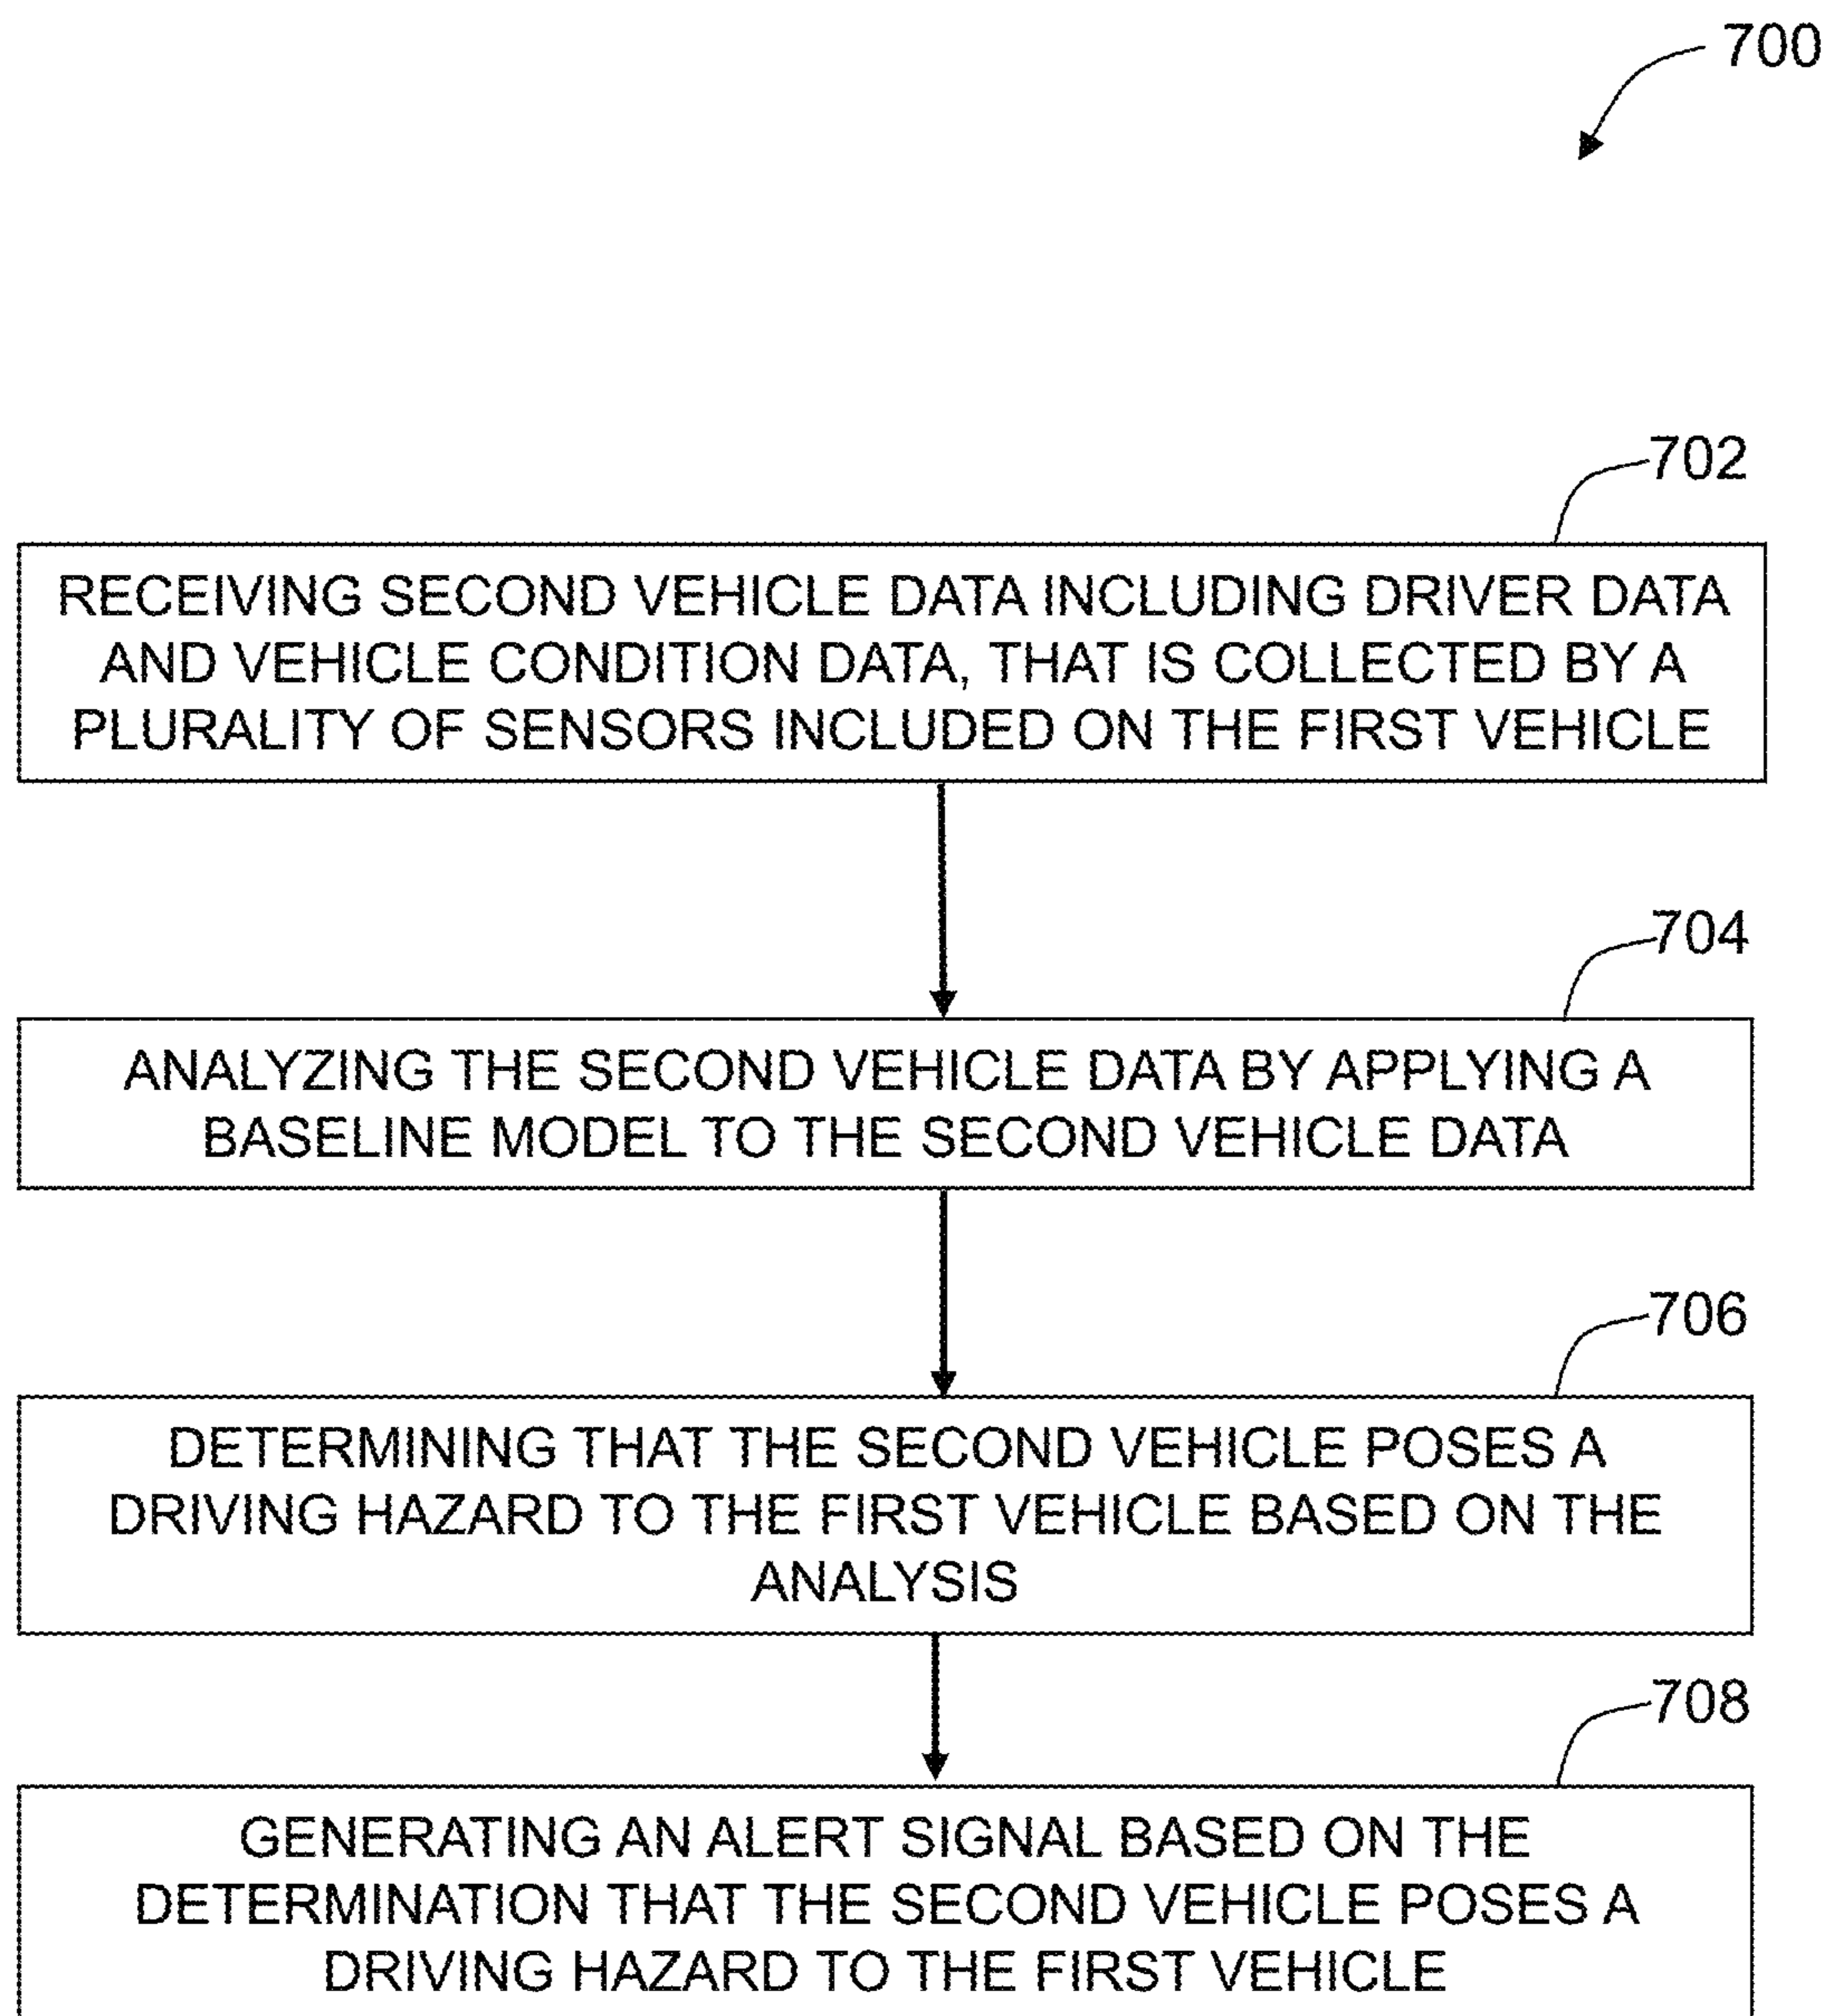 700
702
RECEIVING SECOND VEHICLE DATA INCLUDING DRIVER DATA
AND VEHICLE CONDITION DATA, THAT IS COLLECTED BY A
PLURALITY OF SENSORS INCLUDED ON THE FIRST VEHICLE
704
ANALYZING THE SECOND VEHICLE DATA BY APPLYING A
BASELINE MODEL TO THE SECOND VEHICLE DATA
706
DETERMINING THAT THE SECOND VEHICLE POSES A
DRIVING HAZARD TO THE FIRST VEHICLE BASED ON THE
ANALYSIS
708
GENERATING AN ALERT SIGNAL BASED ON THE
DETERMINATION THAT THE SECOND VEHICLE POSES A
DRIVING HAZARD TO THE FIRST VEHICLE